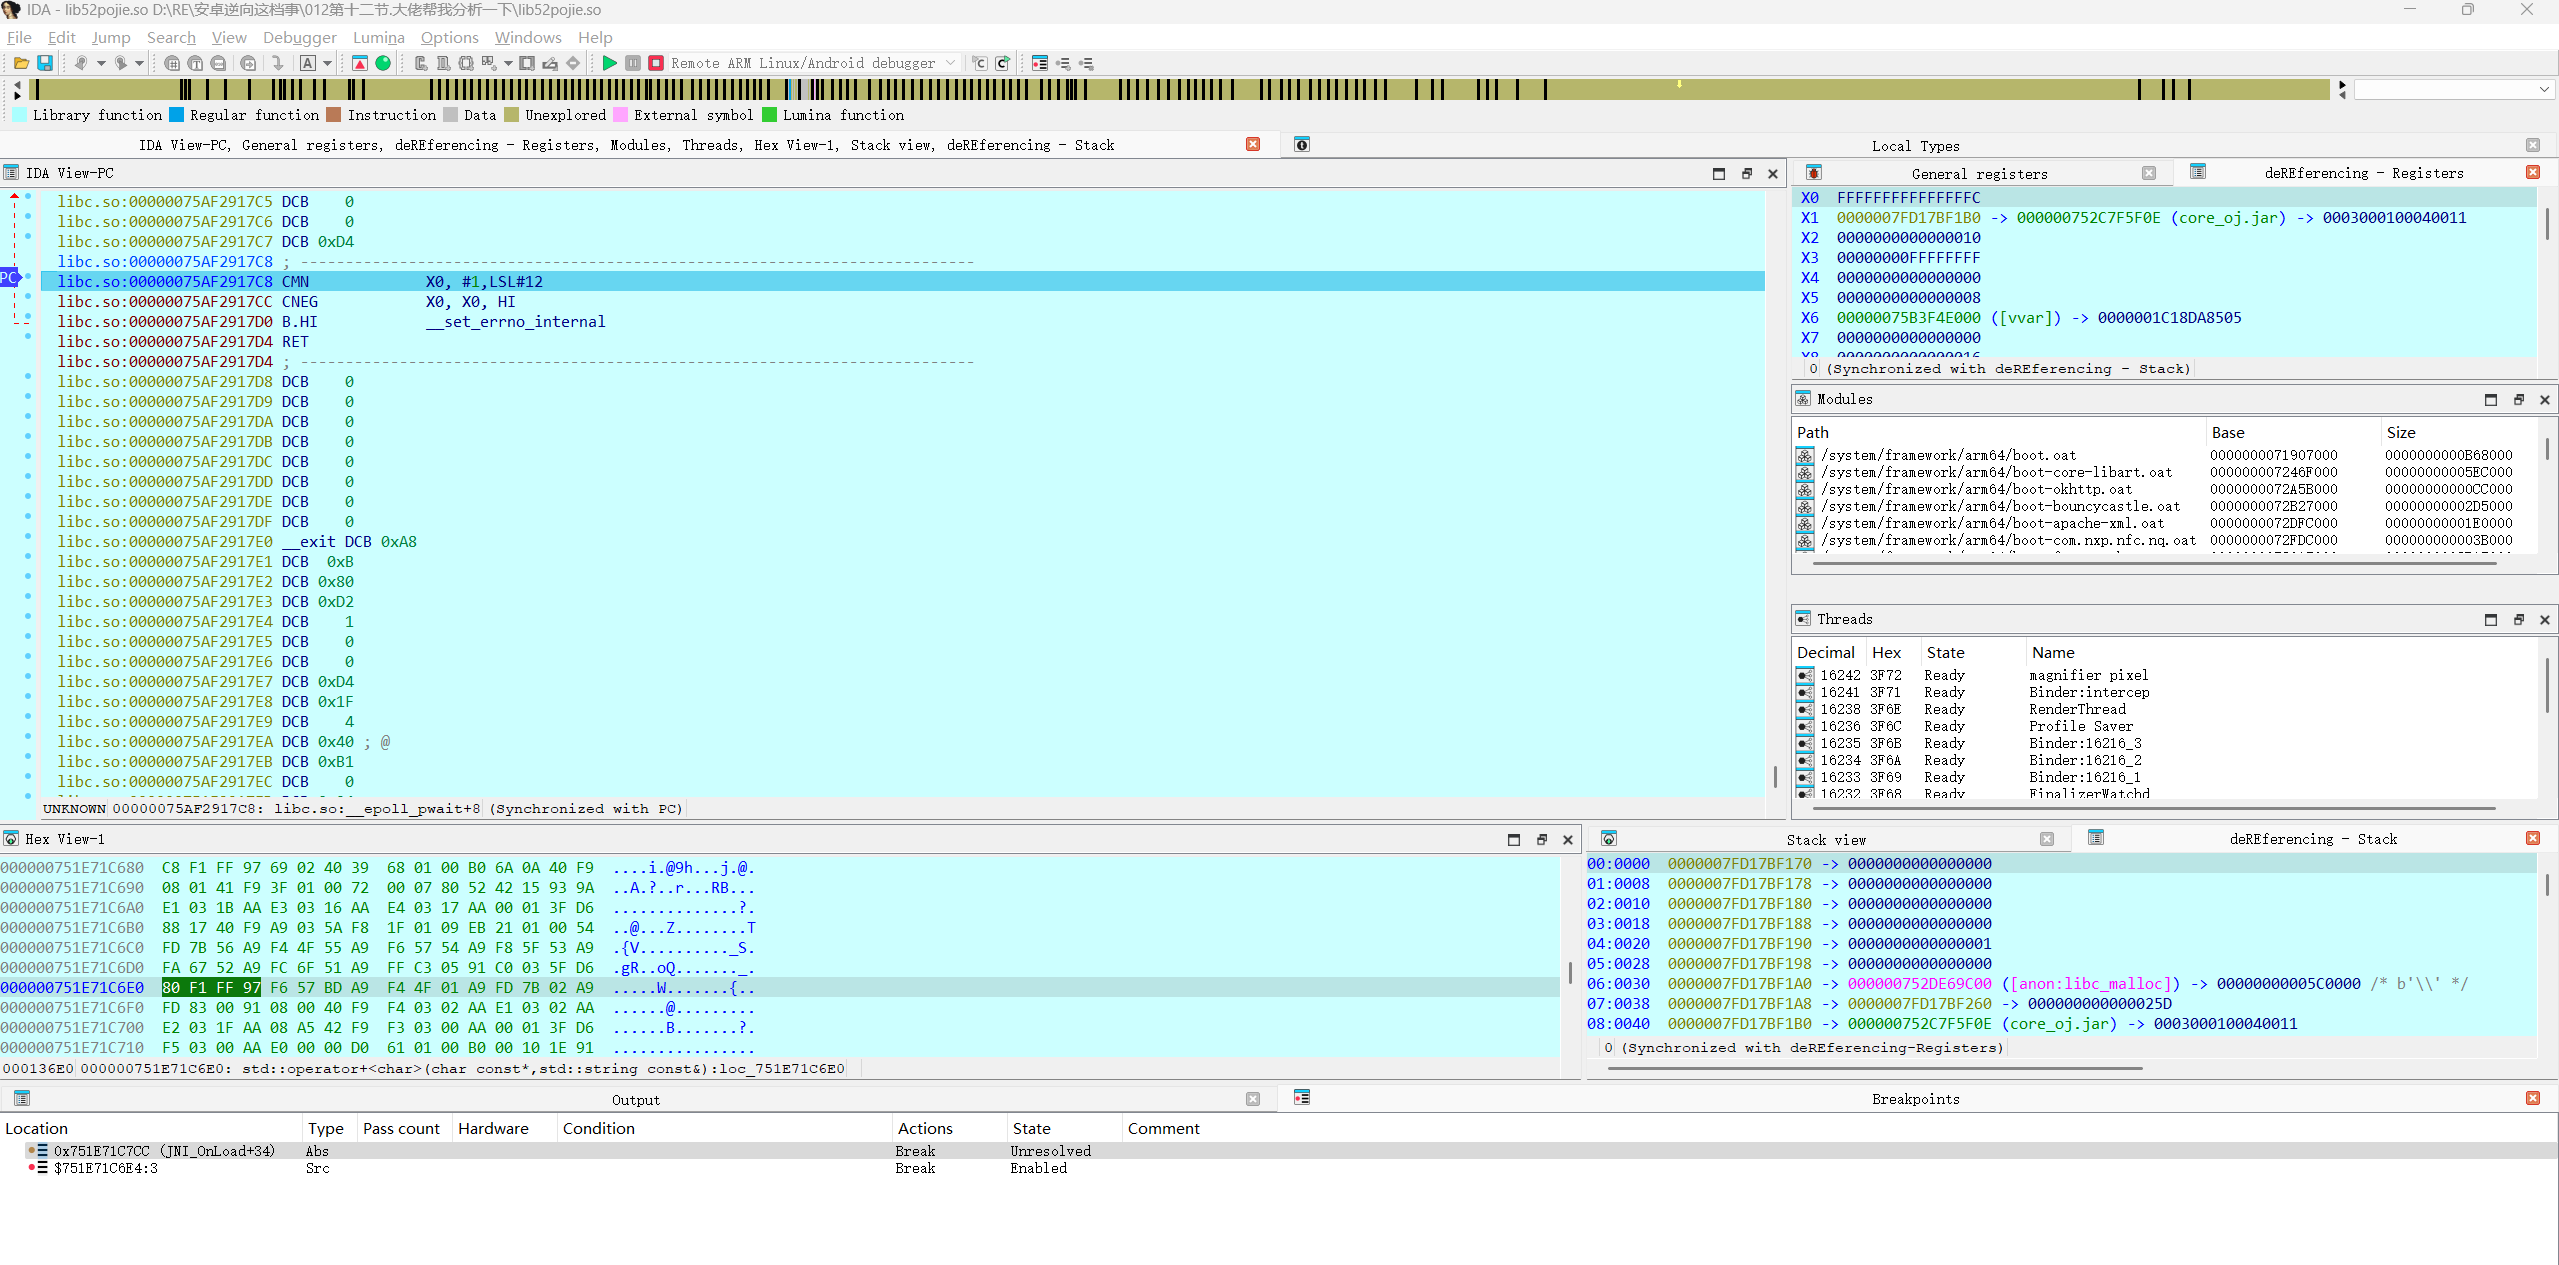 IDA - lib52pojie.so D:\RE\安卓逆向这档事\012第十二节.大佬帮我分析一下\lib52pojie.so
File Edit Jump Search View Debugger Lumina Options Windows Help
Remote ARM Linux/Android debugger
Library function Regular function Instruction Data Unexplored External symbol Lumina function
IDA View-PC, General registers, deREferencing - Registers, Modules, Threads, Hex View-1, Stack view, deREferencing - Stack
Local Types
IDA View-PC
PC
libc.so:00000075AF2917C5 DCB 0
libc.so:00000075AF2917C6 DCB 0
libc.so:00000075AF2917C7 DCB 0xD4
libc.so:00000075AF2917C8 ; ---------------------------------------------------------------------------
libc.so:00000075AF2917C8 CMN X0, #1,LSL#12
libc.so:00000075AF2917CC CNEG X0, X0, HI
libc.so:00000075AF2917D0 B.HI __set_errno_internal
libc.so:00000075AF2917D4 RET
libc.so:00000075AF2917D4 ; ---------------------------------------------------------------------------
libc.so:00000075AF2917D8 DCB 0
libc.so:00000075AF2917D9 DCB 0
libc.so:00000075AF2917DA DCB 0
libc.so:00000075AF2917DB DCB 0
libc.so:00000075AF2917DC DCB 0
libc.so:00000075AF2917DD DCB 0
libc.so:00000075AF2917DE DCB 0
libc.so:00000075AF2917DF DCB 0
libc.so:00000075AF2917E0 __exit DCB 0xA8
libc.so:00000075AF2917E1 DCB 0xB
libc.so:00000075AF2917E2 DCB 0x80
libc.so:00000075AF2917E3 DCB 0xD2
libc.so:00000075AF2917E4 DCB 1
libc.so:00000075AF2917E5 DCB 0
libc.so:00000075AF2917E6 DCB 0
libc.so:00000075AF2917E7 DCB 0xD4
libc.so:00000075AF2917E8 DCB 0x1F
libc.so:00000075AF2917E9 DCB 4
libc.so:00000075AF2917EA DCB 0x40 ; @
libc.so:00000075AF2917EB DCB 0xB1
libc.so:00000075AF2917EC DCB 0
UNKNOWN 00000075AF2917C8: libc.so:__epoll_pwait+8 (Synchronized with PC)
General registers
deREferencing - Registers
X0 FFFFFFFFFFFFFFFC
X1 0000007FD17BF1B0 -> 000000752C7F5F0E (core_oj.jar) -> 0003000100040011
X2 0000000000000010
X3 00000000FFFFFFFF
X4 0000000000000000
X5 0000000000000008
X6 00000075B3F4E000 ([vvar]) -> 0000001C18DA8505
X7 0000000000000000
X8 0000000000000016
0 (Synchronized with deREferencing - Stack)
Modules
Path Base Size
/system/framework/arm64/boot.oat 0000000071907000 0000000000B68000
/system/framework/arm64/boot-core-libart.oat 000000007246F000 00000000005EC000
/system/framework/arm64/boot-okhttp.oat 0000000072A5B000 00000000000CC000
/system/framework/arm64/boot-bouncycastle.oat 0000000072B27000 00000000002D5000
/system/framework/arm64/boot-apache-xml.oat 0000000072DFC000 00000000001E0000
/system/framework/arm64/boot-com.nxp.nfc.nq.oat 0000000072FDC000 000000000003B000
Threads
Decimal Hex State Name
16242 3F72 Ready magnifier pixel
16241 3F71 Ready Binder:intercep
16238 3F6E Ready RenderThread
16236 3F6C Ready Profile Saver
16235 3F6B Ready Binder:16216_3
16234 3F6A Ready Binder:16216_2
16233 3F69 Ready Binder:16216_1
16232 3F68 Ready FinalizerWatchd
Hex View-1
000000751E71C680 C8 F1 FF 97 69 02 40 39 68 01 00 B0 6A 0A 40 F9 ....i.@9h...j.@.
000000751E71C690 08 01 41 F9 3F 01 00 72 00 07 80 52 42 15 93 9A ..A.?..r...RB...
000000751E71C6A0 E1 03 1B AA E3 03 16 AA E4 03 17 AA 00 01 3F D6 ..............?.
000000751E71C6B0 88 17 40 F9 A9 03 5A F8 1F 01 09 EB 21 01 00 54 ..@...Z........T
000000751E71C6C0 FD 7B 56 A9 F4 4F 55 A9 F6 57 54 A9 F8 5F 53 A9 .{V..........._S.
000000751E71C6D0 FA 67 52 A9 FC 6F 51 A9 FF C3 05 91 C0 03 5F D6 .gR..oQ......._.
000000751E71C6E0 80 F1 FF 97 F6 57 BD A9 F4 4F 01 A9 FD 7B 02 A9 .....W.......{..
000000751E71C6F0 FD 83 00 91 08 00 40 F9 F4 03 02 AA E1 03 02 AA ......@.........
000000751E71C700 E2 03 1F AA 08 A5 42 F9 F3 03 00 AA 00 01 3F D6 ......B.......?.
000000751E71C710 F5 03 00 AA E0 00 00 D0 61 01 00 B0 00 10 1E 91 ................
000136E0 000000751E71C6E0: std::operator+<char>(char const*,std::string const&):loc_751E71C6E0
Stack view
deREferencing - Stack
00:0000 0000007FD17BF170 -> 0000000000000000
01:0008 0000007FD17BF178 -> 0000000000000000
02:0010 0000007FD17BF180 -> 0000000000000000
03:0018 0000007FD17BF188 -> 0000000000000000
04:0020 0000007FD17BF190 -> 0000000000000001
05:0028 0000007FD17BF198 -> 0000000000000000
06:0030 0000007FD17BF1A0 -> 000000752DE69C00 ([anon:libc_malloc]) -> 00000000005C0000 /* b'\\' */
07:0038 0000007FD17BF1A8 -> 0000007FD17BF260 -> 000000000000025D
08:0040 0000007FD17BF1B0 -> 000000752C7F5F0E (core_oj.jar) -> 0003000100040011
0 (Synchronized with deREferencing-Registers)
Output
Breakpoints
Location Type Pass count Hardware Condition Actions State Comment
0x751E71C7CC (JNI_OnLoad+34) Abs Break Unresolved
$751E71C6E4:3 Src Break Enabled